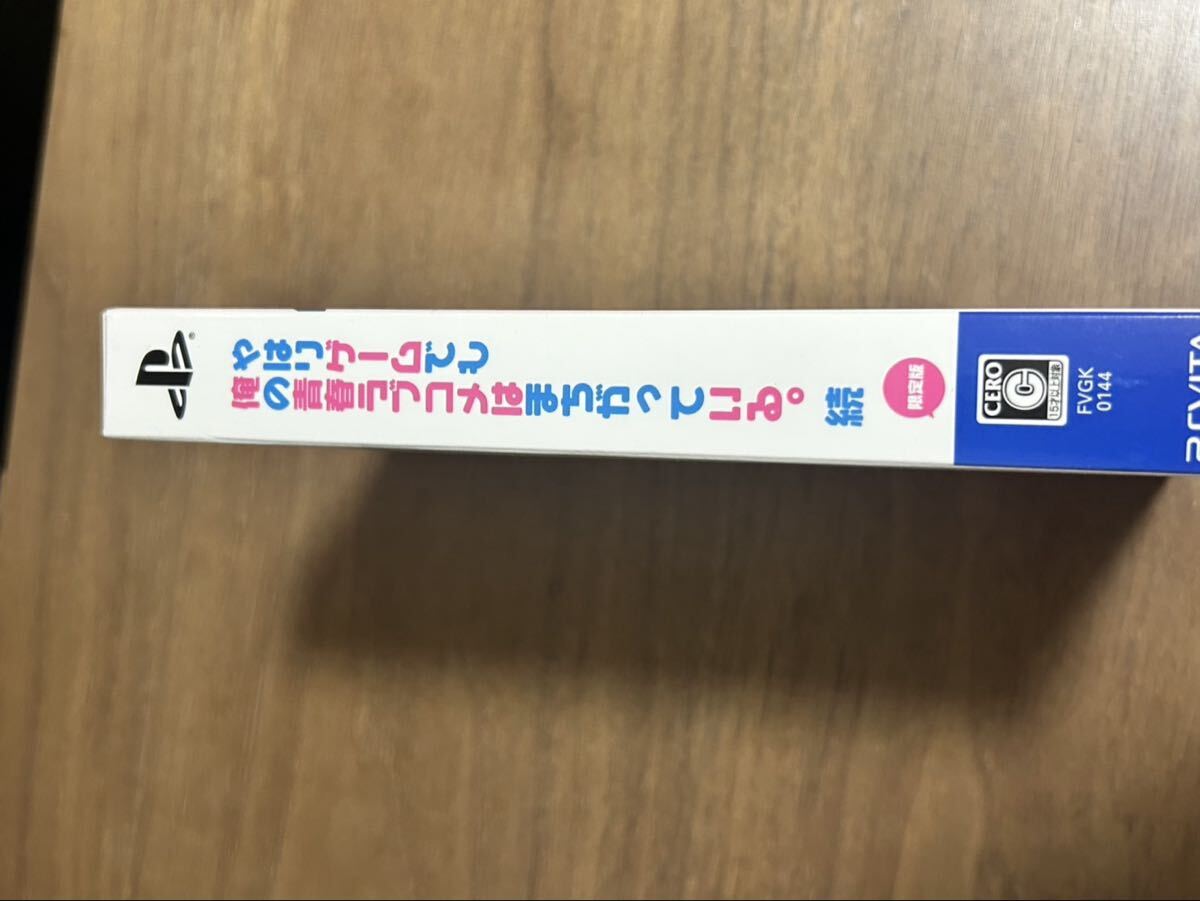 やはりゲームでも
俺の青春ラブコメはまちがっている。続
限定版
CERO
C
15才以上対象
FVGK
0144
PSVITA